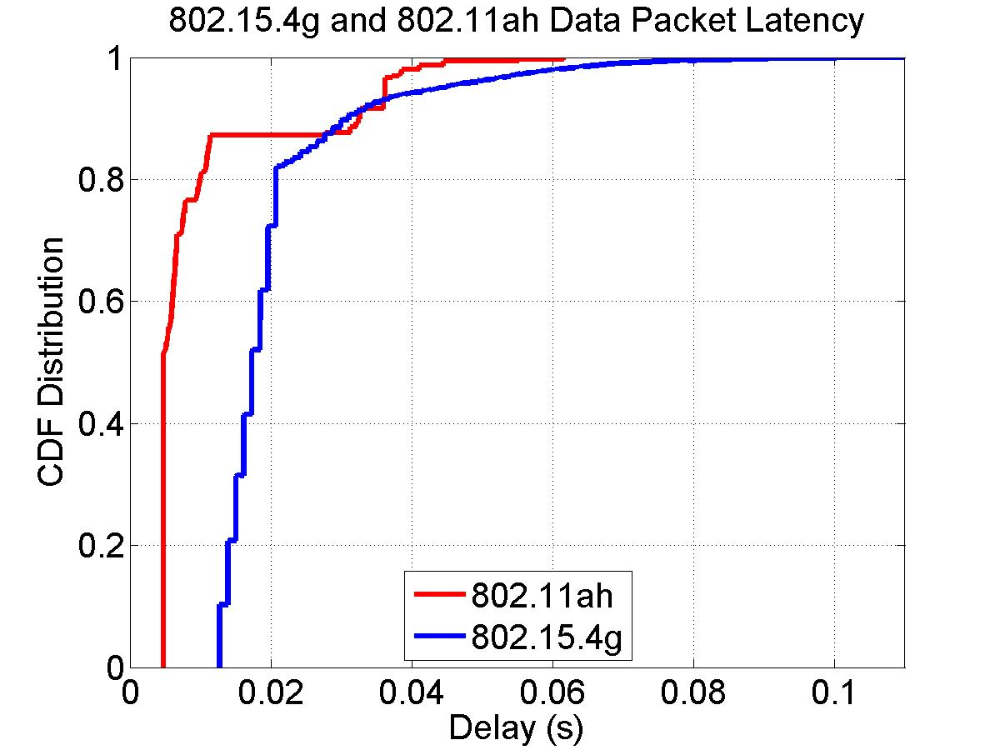 802.15.4g and 802.11ah Data Packet Latency
CDF Distribution
1
0.8
0.6
0.4
0.2
0
0 0.02 0.04 0.06 0.08 0.1
Delay (s)
802.11ah
802.15.4g